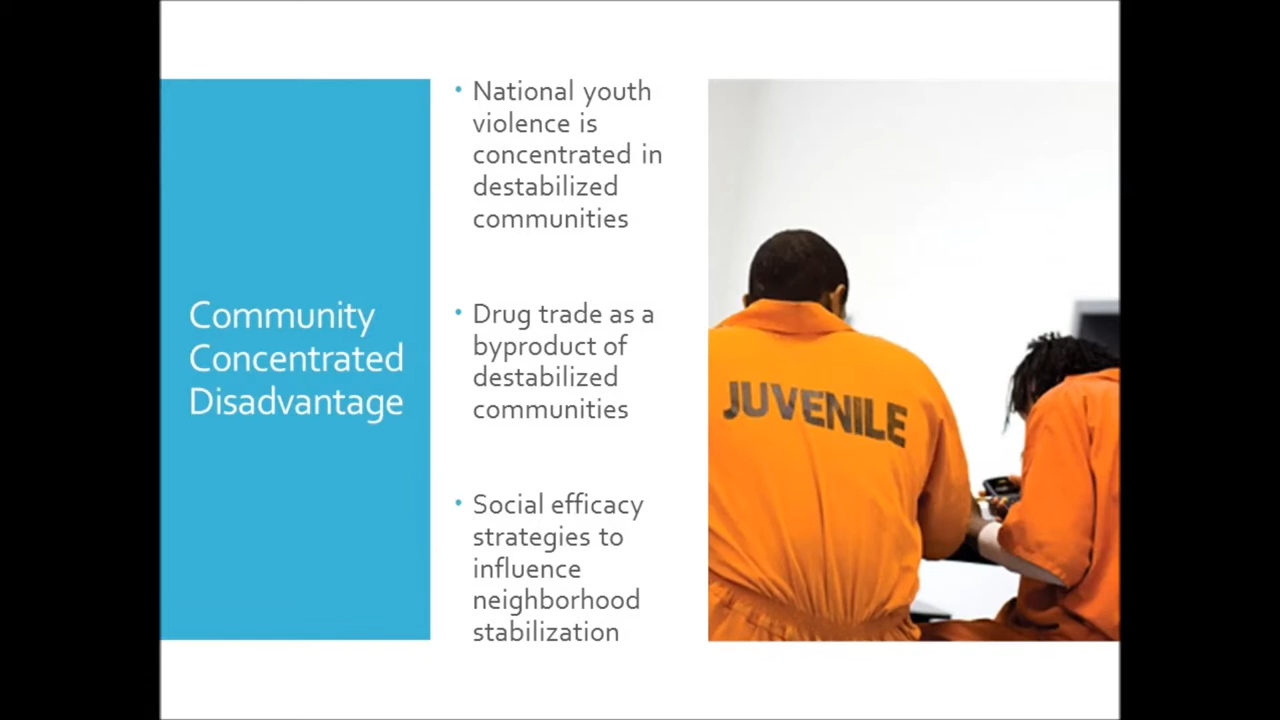 Community
Concentrated
Disadvantage
• National youth
violence is
concentrated in
destabilized
communities
• Drug trade as a
byproduct of
destabilized
communities
• Social efficacy
strategies to
influence
neighborhood
stabilization
JUVENILE